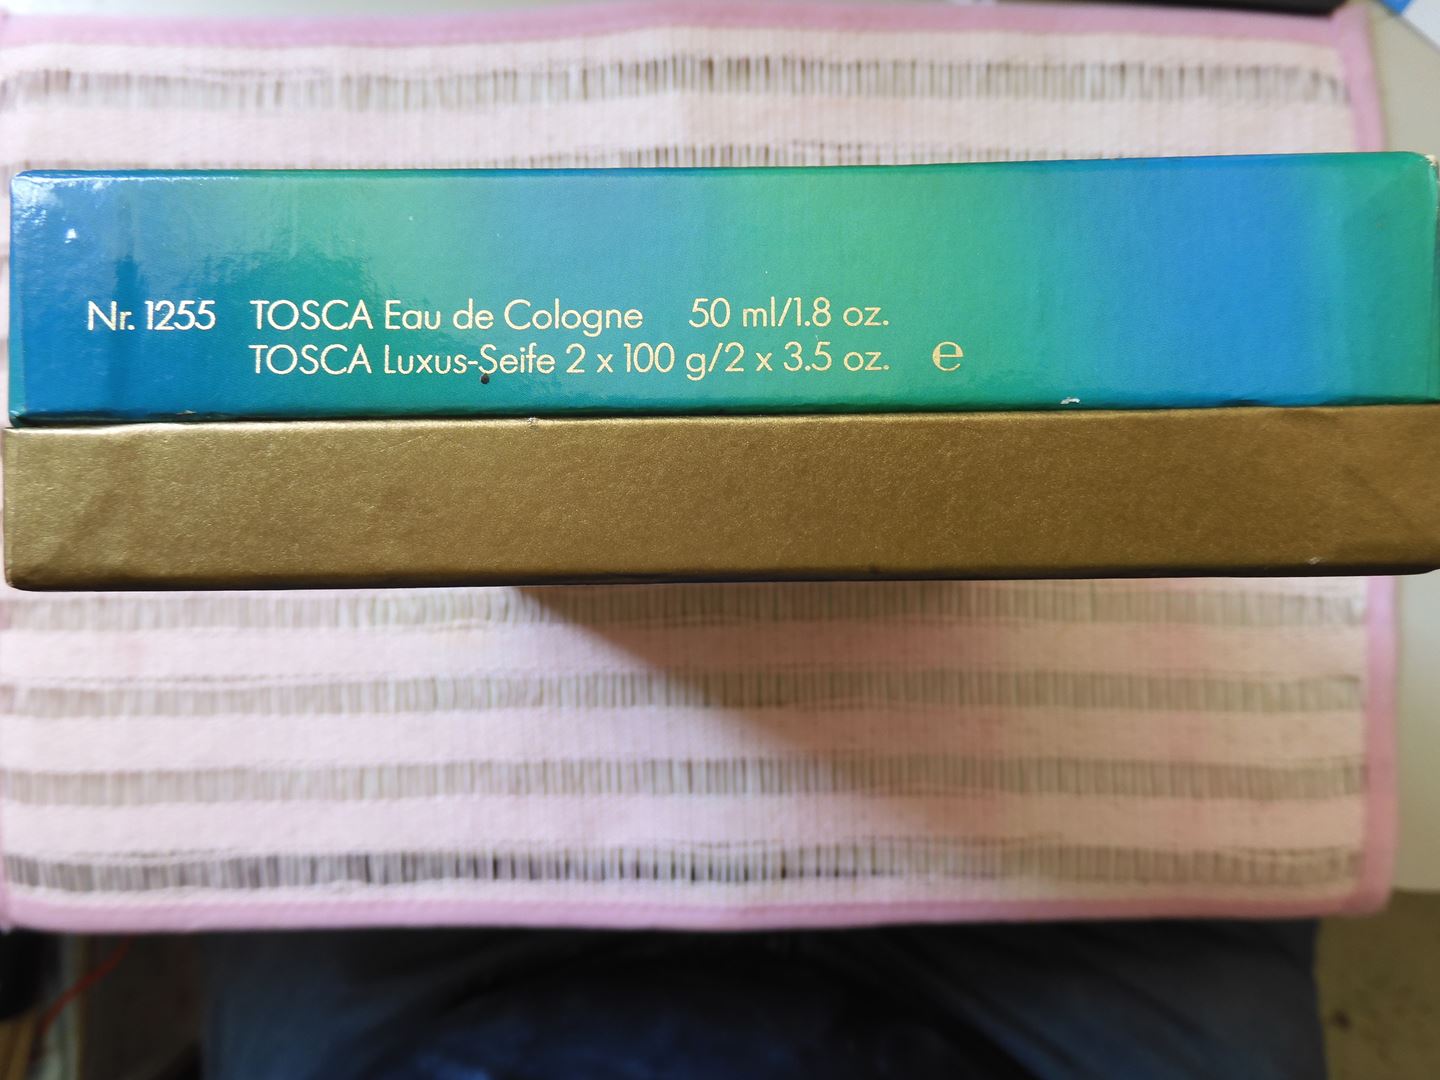 Nr. 1255 TOSCA Eau de Cologne 50 ml/1.8 oz.
TOSCA Luxus-Seife 2 x 100 g/2 x 3.5 oz. ℮